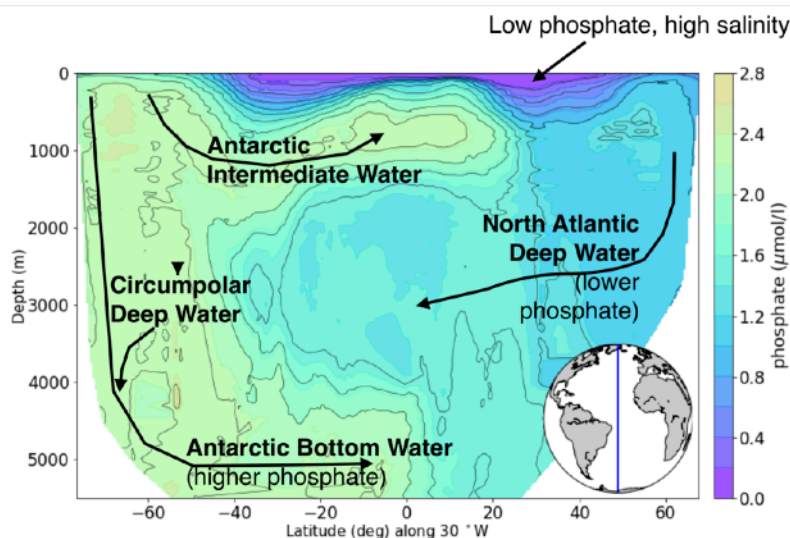 Low phosphate, high salinity
0
1000
2000
3000
4000
5000
Depth (m)
Antarctic
Intermediate Water
North Atlantic
Deep Water
(lower
phosphate)
Circumpolar
Deep Water
Antarctic Bottom Water
(higher phosphate)
−60
−40
−20
0
20
40
60
Latitude (deg) along 30 °W
2.8
2.4
2.0
1.6
1.2
0.8
0.4
0.0
phosphate (μmol/l)